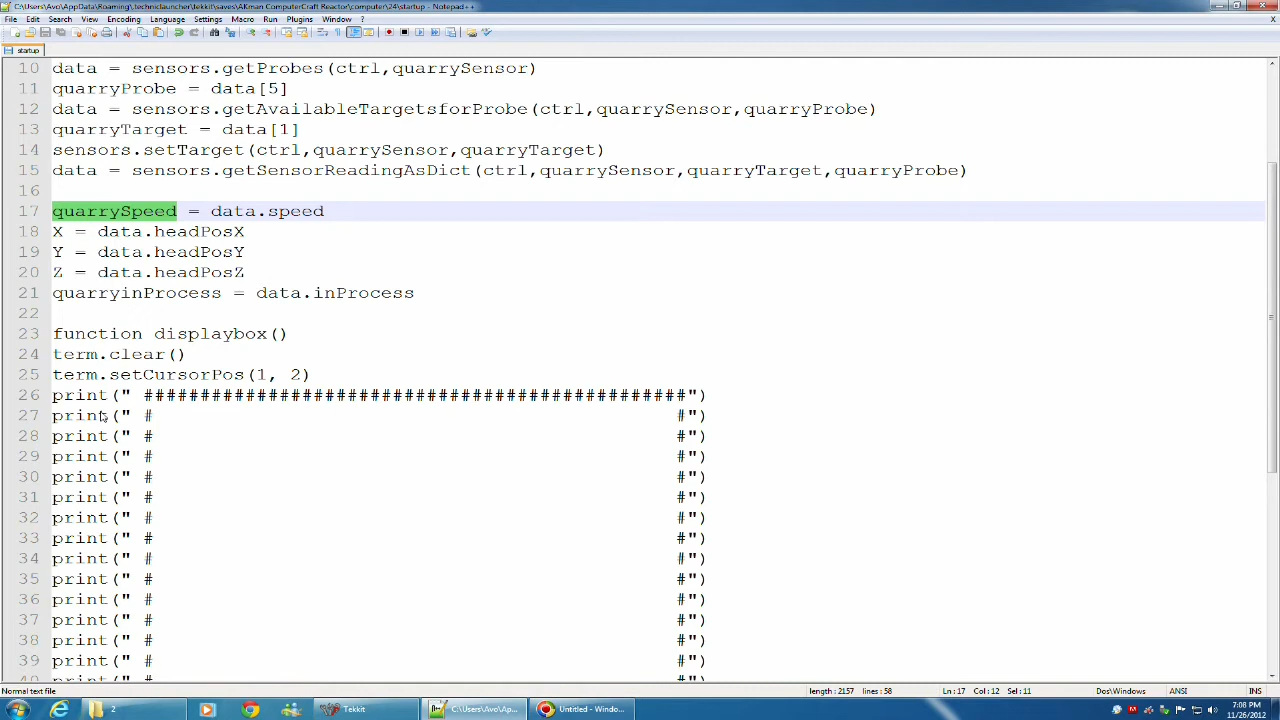 C:\Users\Avo\AppData\Roaming\.techniclauncher\tekkit\saves\AKman ComputerCraft Reactor\computer\24\startup - Notepad++
File Edit Search View Encoding Language Settings Macro Run Plugins Window ?
startup
10 data = sensors.getProbes(ctrl,quarrySensor)
11 quarryProbe = data[5]
12 data = sensors.getAvailableTargetsforProbe(ctrl,quarrySensor,quarryProbe)
13 quarryTarget = data[1]
14 sensors.setTarget(ctrl,quarrySensor,quarryTarget)
15 data = sensors.getSensorReadingAsDict(ctrl,quarrySensor,quarryTarget,quarryProbe)
16
17 quarrySpeed = data.speed
18 X = data.headPosX
19 Y = data.headPosY
20 Z = data.headPosZ
21 quarryinProcess = data.inProcess
22
23 function displaybox()
24 term.clear()
25 term.setCursorPos(1, 2)
26 print(" ################################################")
27 print(" #                                               #")
28 print(" #                                               #")
29 print(" #                                               #")
30 print(" #                                               #")
31 print(" #                                               #")
32 print(" #                                               #")
33 print(" #                                               #")
34 print(" #                                               #")
35 print(" #                                               #")
36 print(" #                                               #")
37 print(" #                                               #")
38 print(" #                                               #")
39 print(" #                                               #")
Normal text file length : 2157 lines : 58 Ln : 17 Col : 12 Sel : 11 Dos\Windows ANSI INS
2 Tekkit C:\Users\Avo\Ap... Untitled - Windo... 7:08 PM
11/26/2012